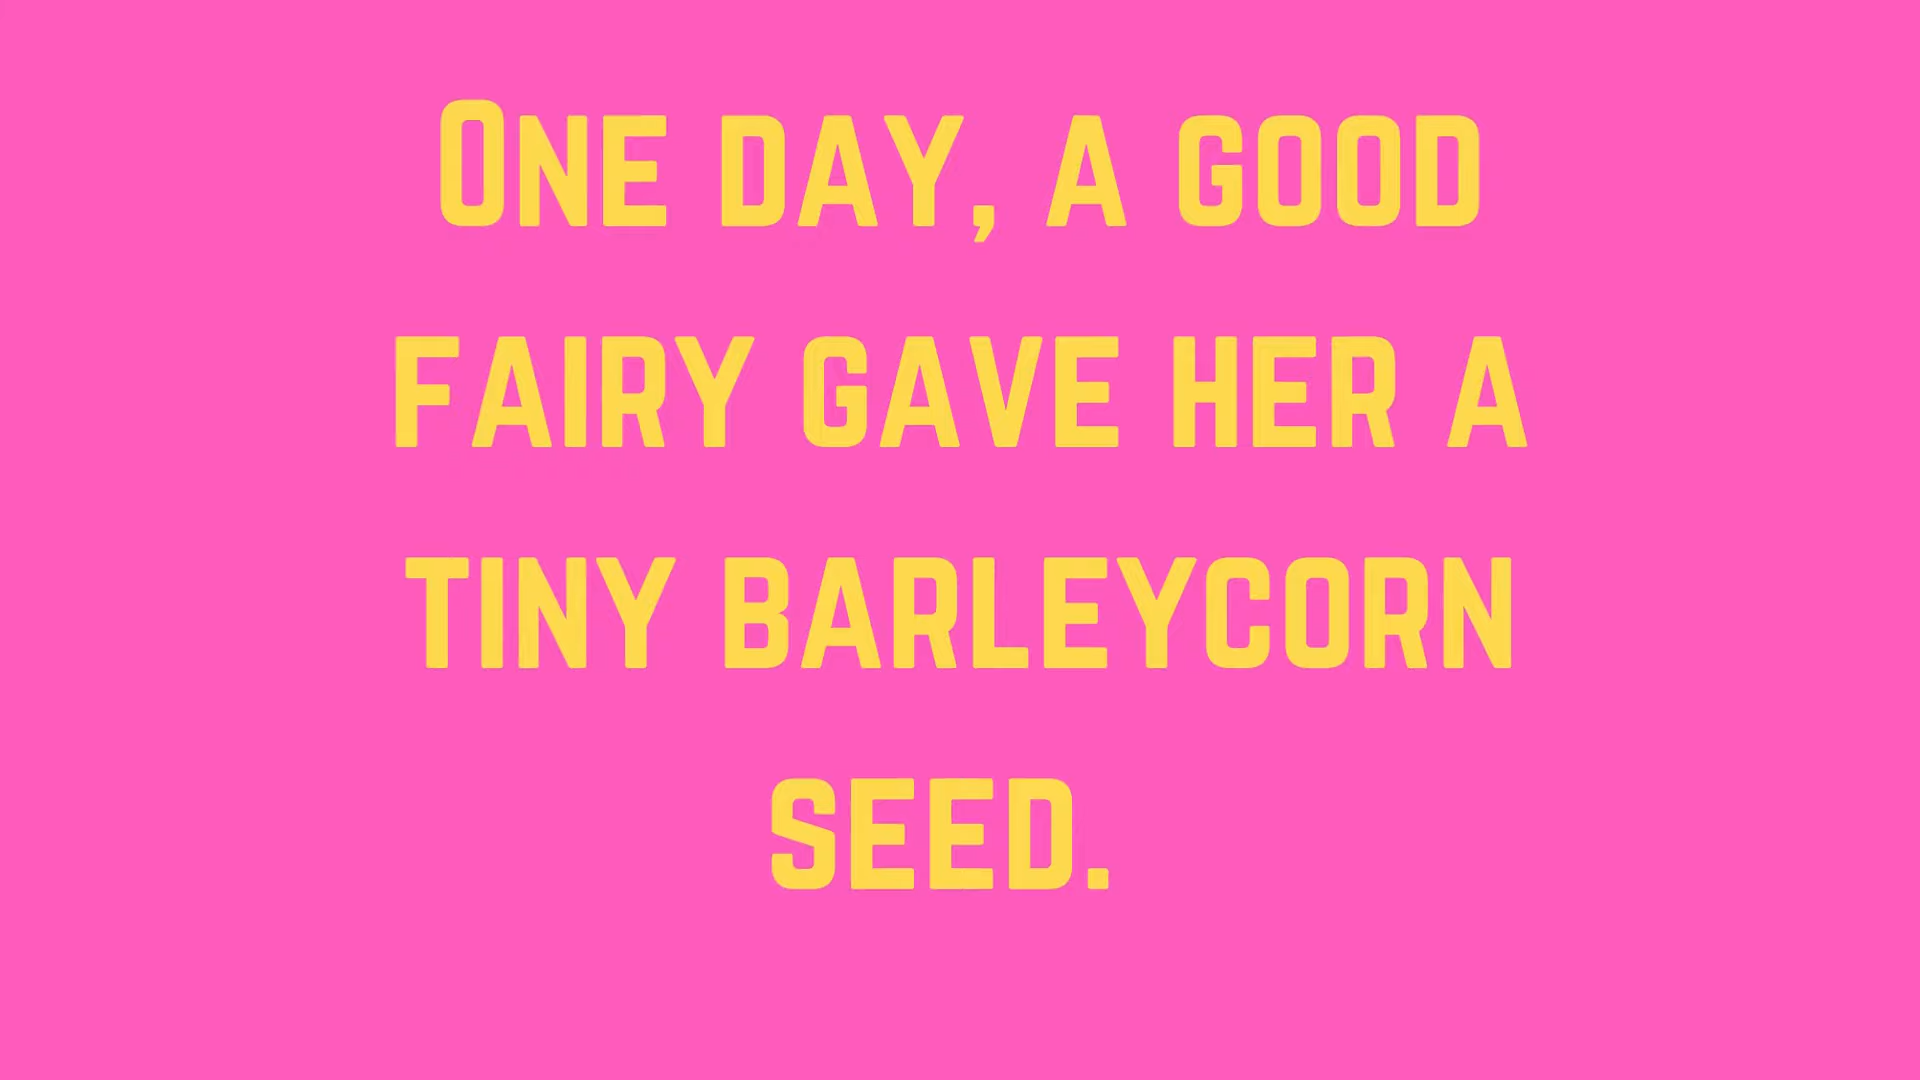 One day, a good
fairy gave her a
tiny barleycorn
seed.